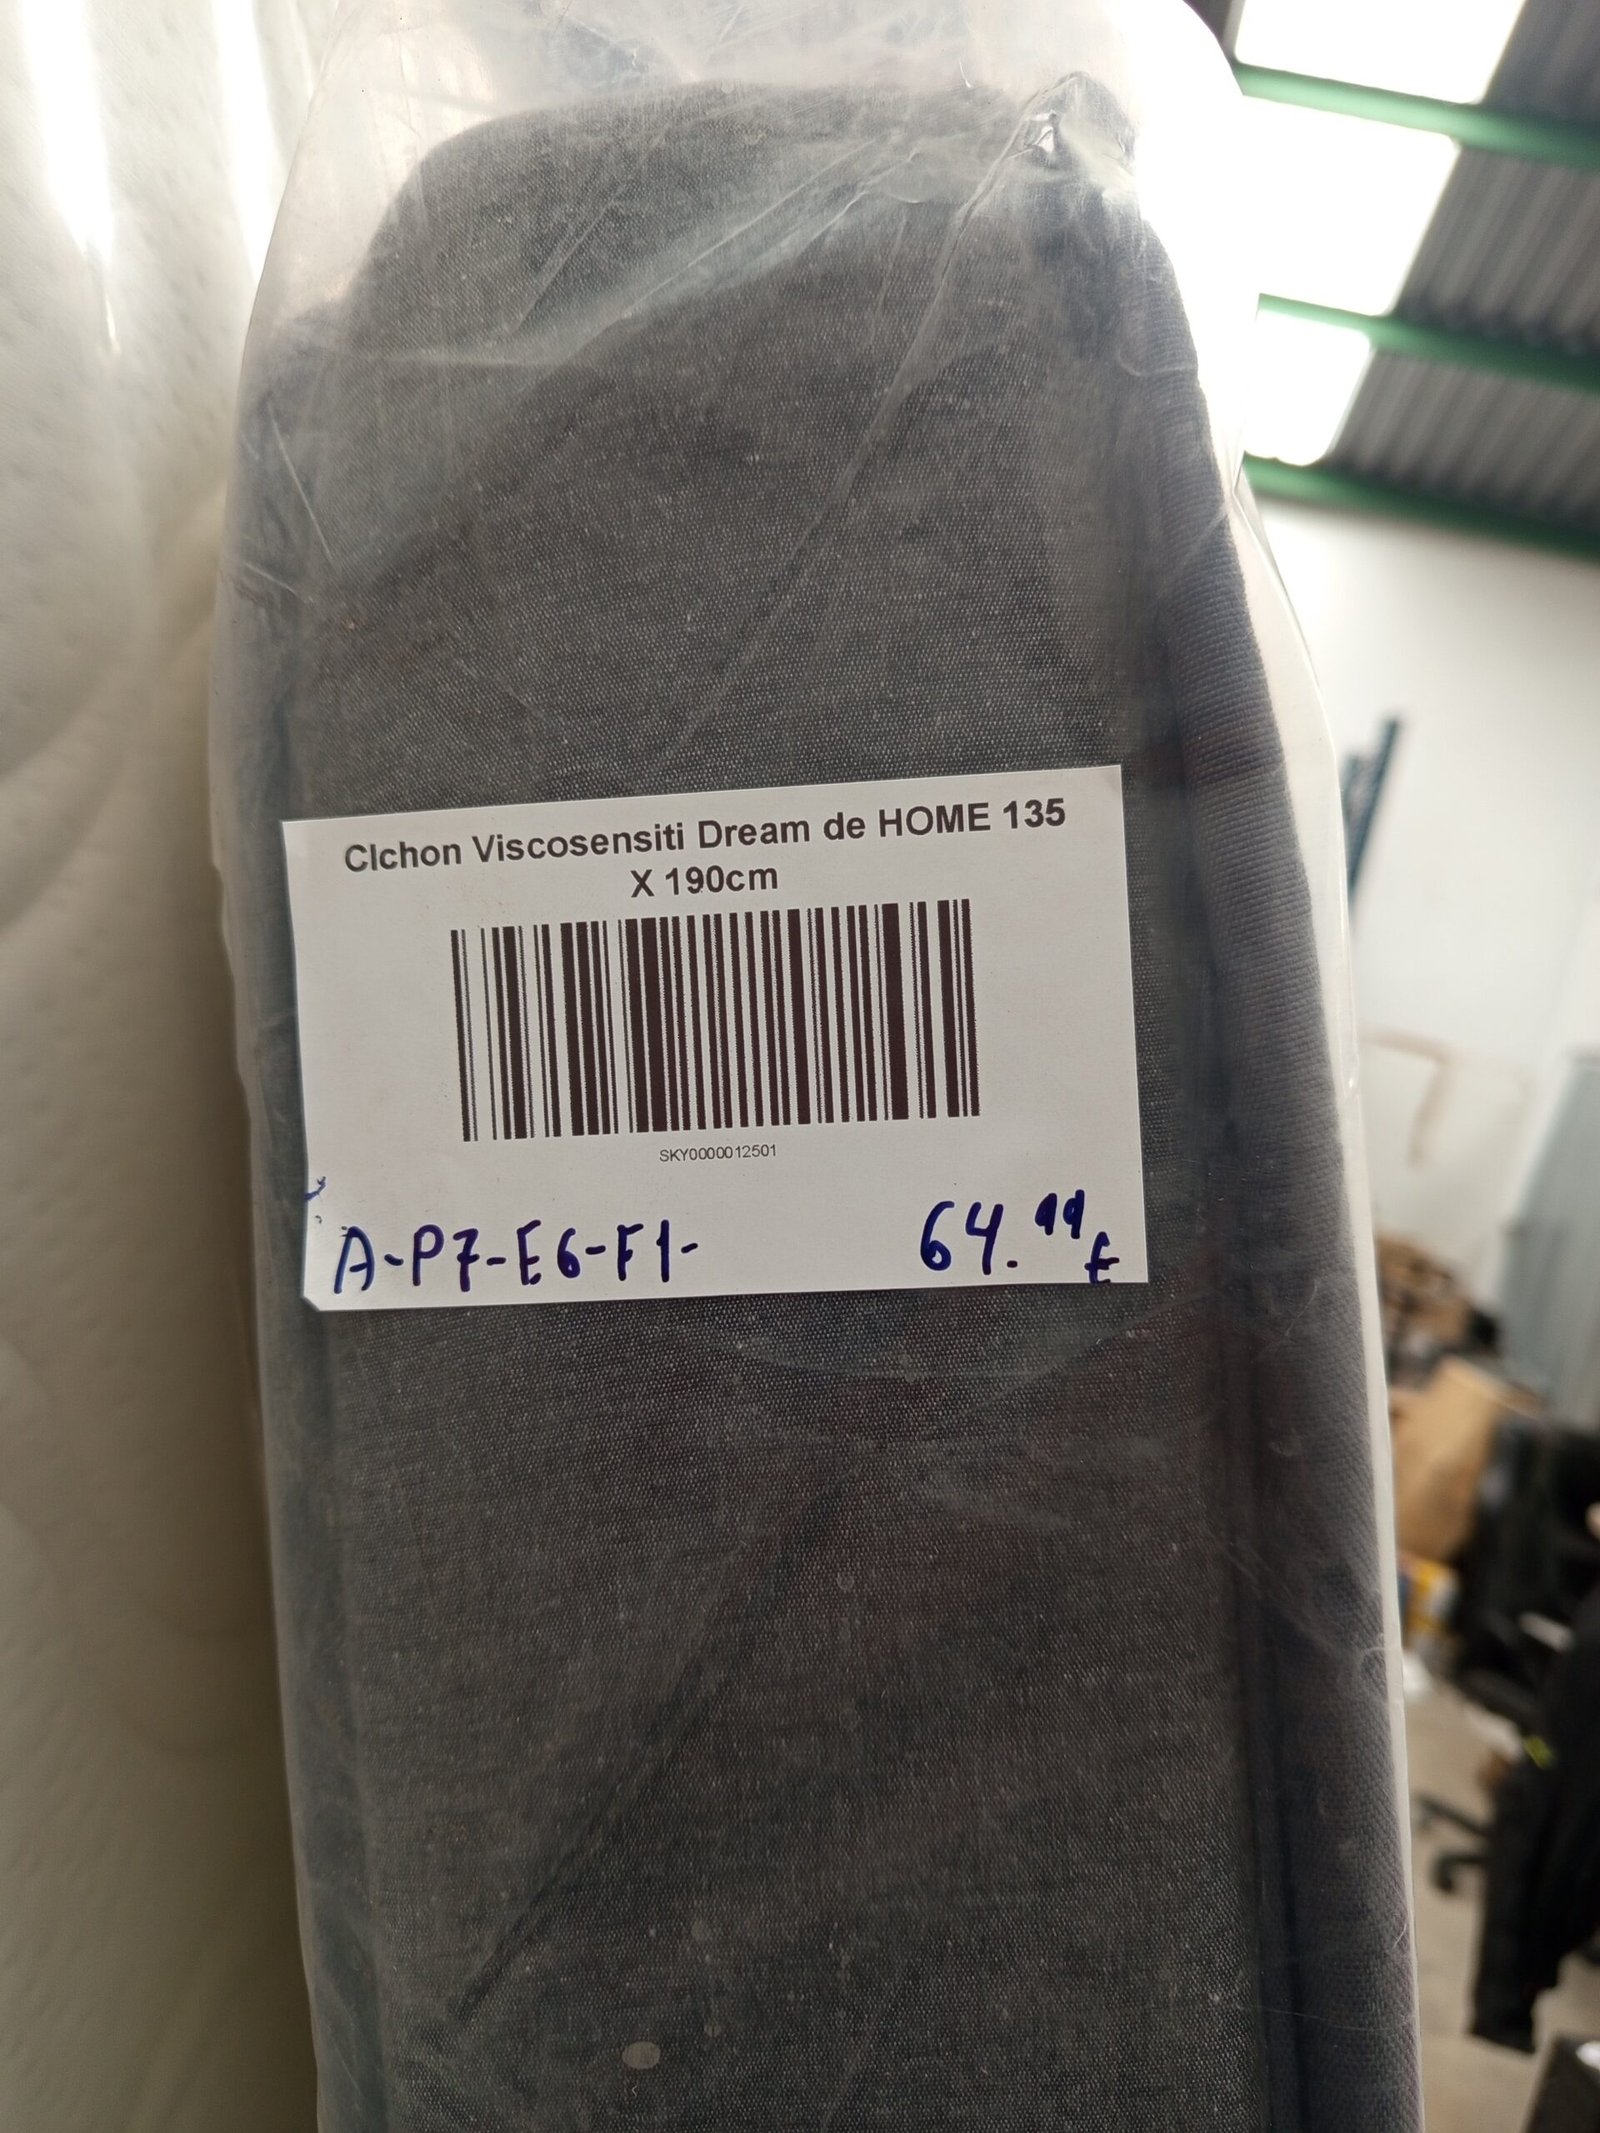 Clchon Viscosensiti Dream de HOME 135
X 190cm
SKY0000012501
A-P7-E6-F1-
64.99 €